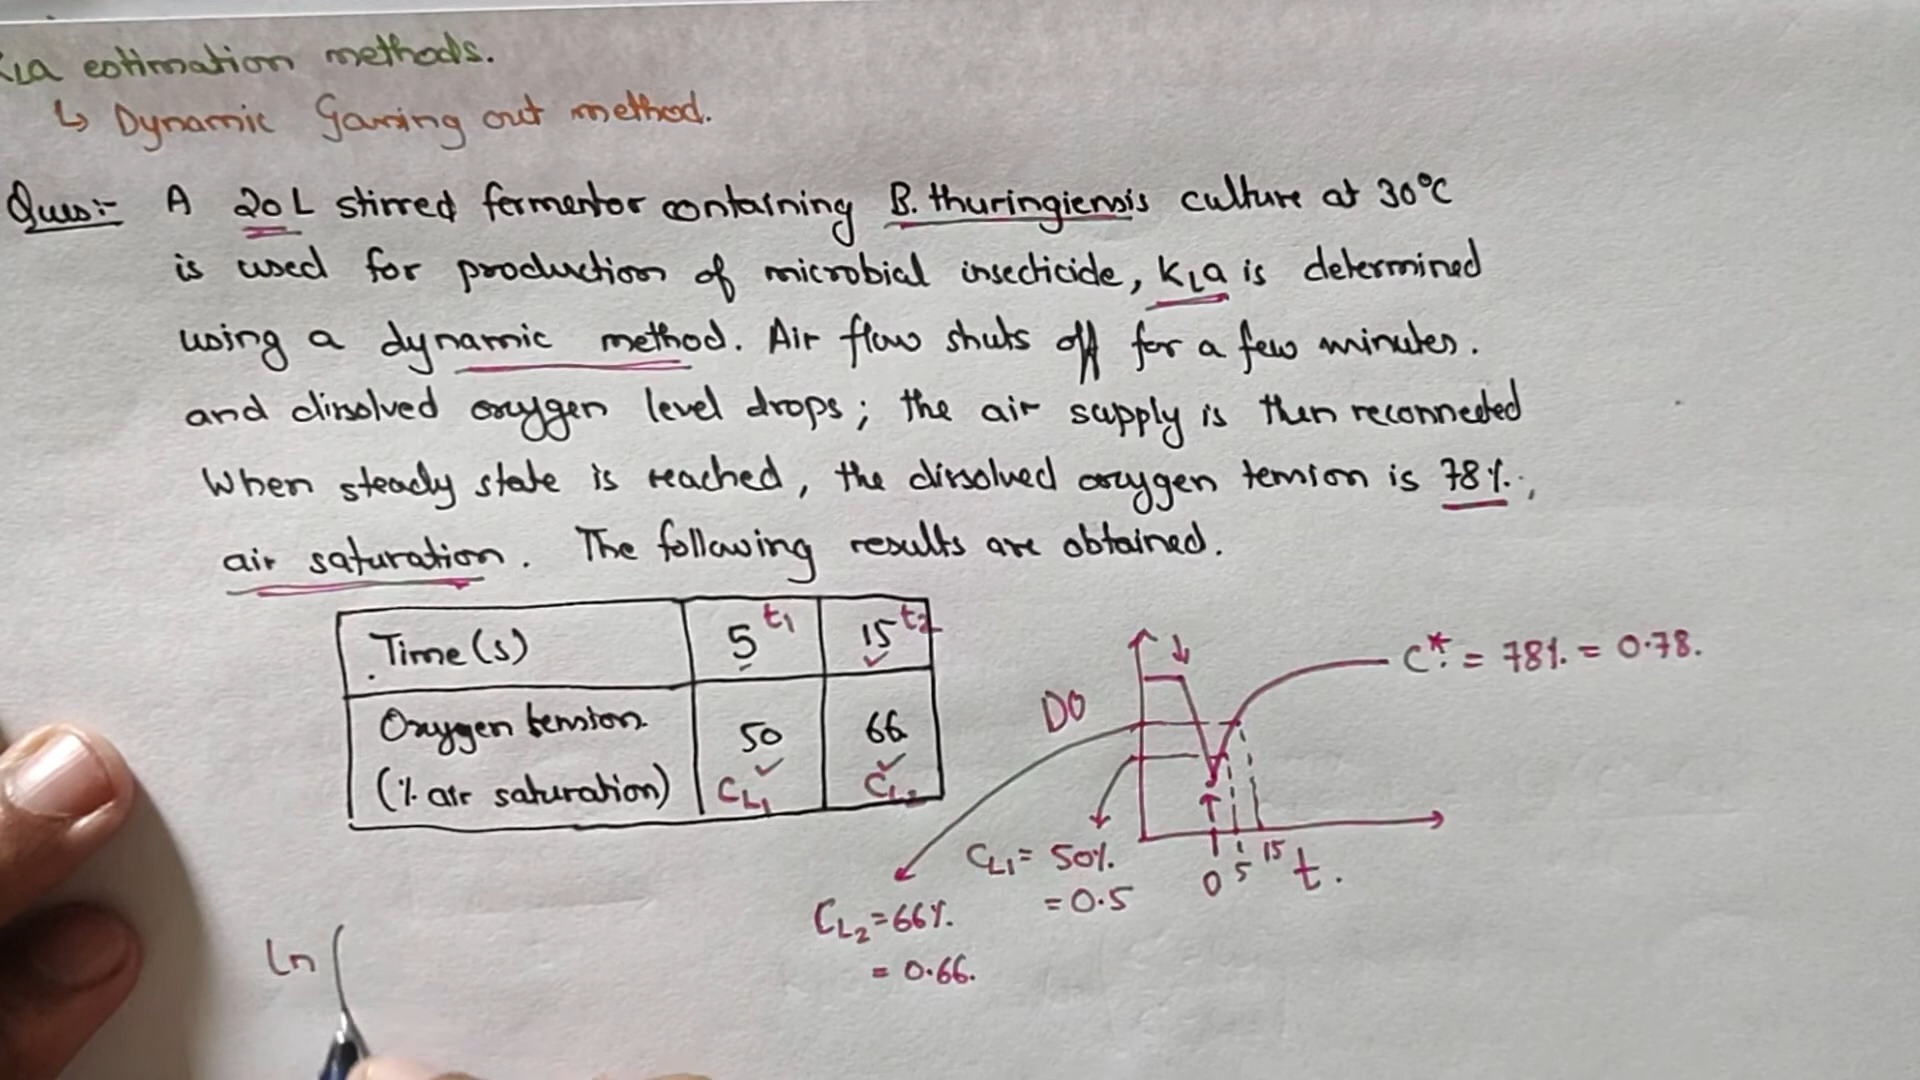 KLa estimation methods.
↳ Dynamic Gassing out method.
Ques:- A 20L stirred fermentor containing B. thuringiensis culture at 30°C
is used for production of microbial insecticide, KLa is determined
using a dynamic method. Air flow shuts off for a few minutes.
and dissolved oxygen level drops; the air supply is then reconnected
When steady state is reached, the dissolved oxygen tension is 78%.,
air saturation. The following results are obtained.
Time (s) 5 t1 15 t2
Oxygen tension 50 66
(% air saturation) CL1 CL2
C* = 78% = 0.78.
DO
CL1 = 50%.
= 0.5
0 5 15 t.
CL2 = 66%.
= 0.66.
ln (